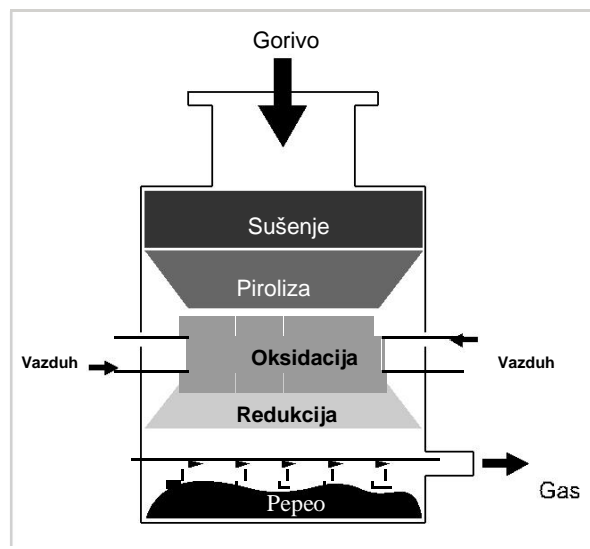 Gorivo
Sušenje
Piroliza
Oksidacija
Vazduh
Vazduh
Redukcija
Gas
Pepeo